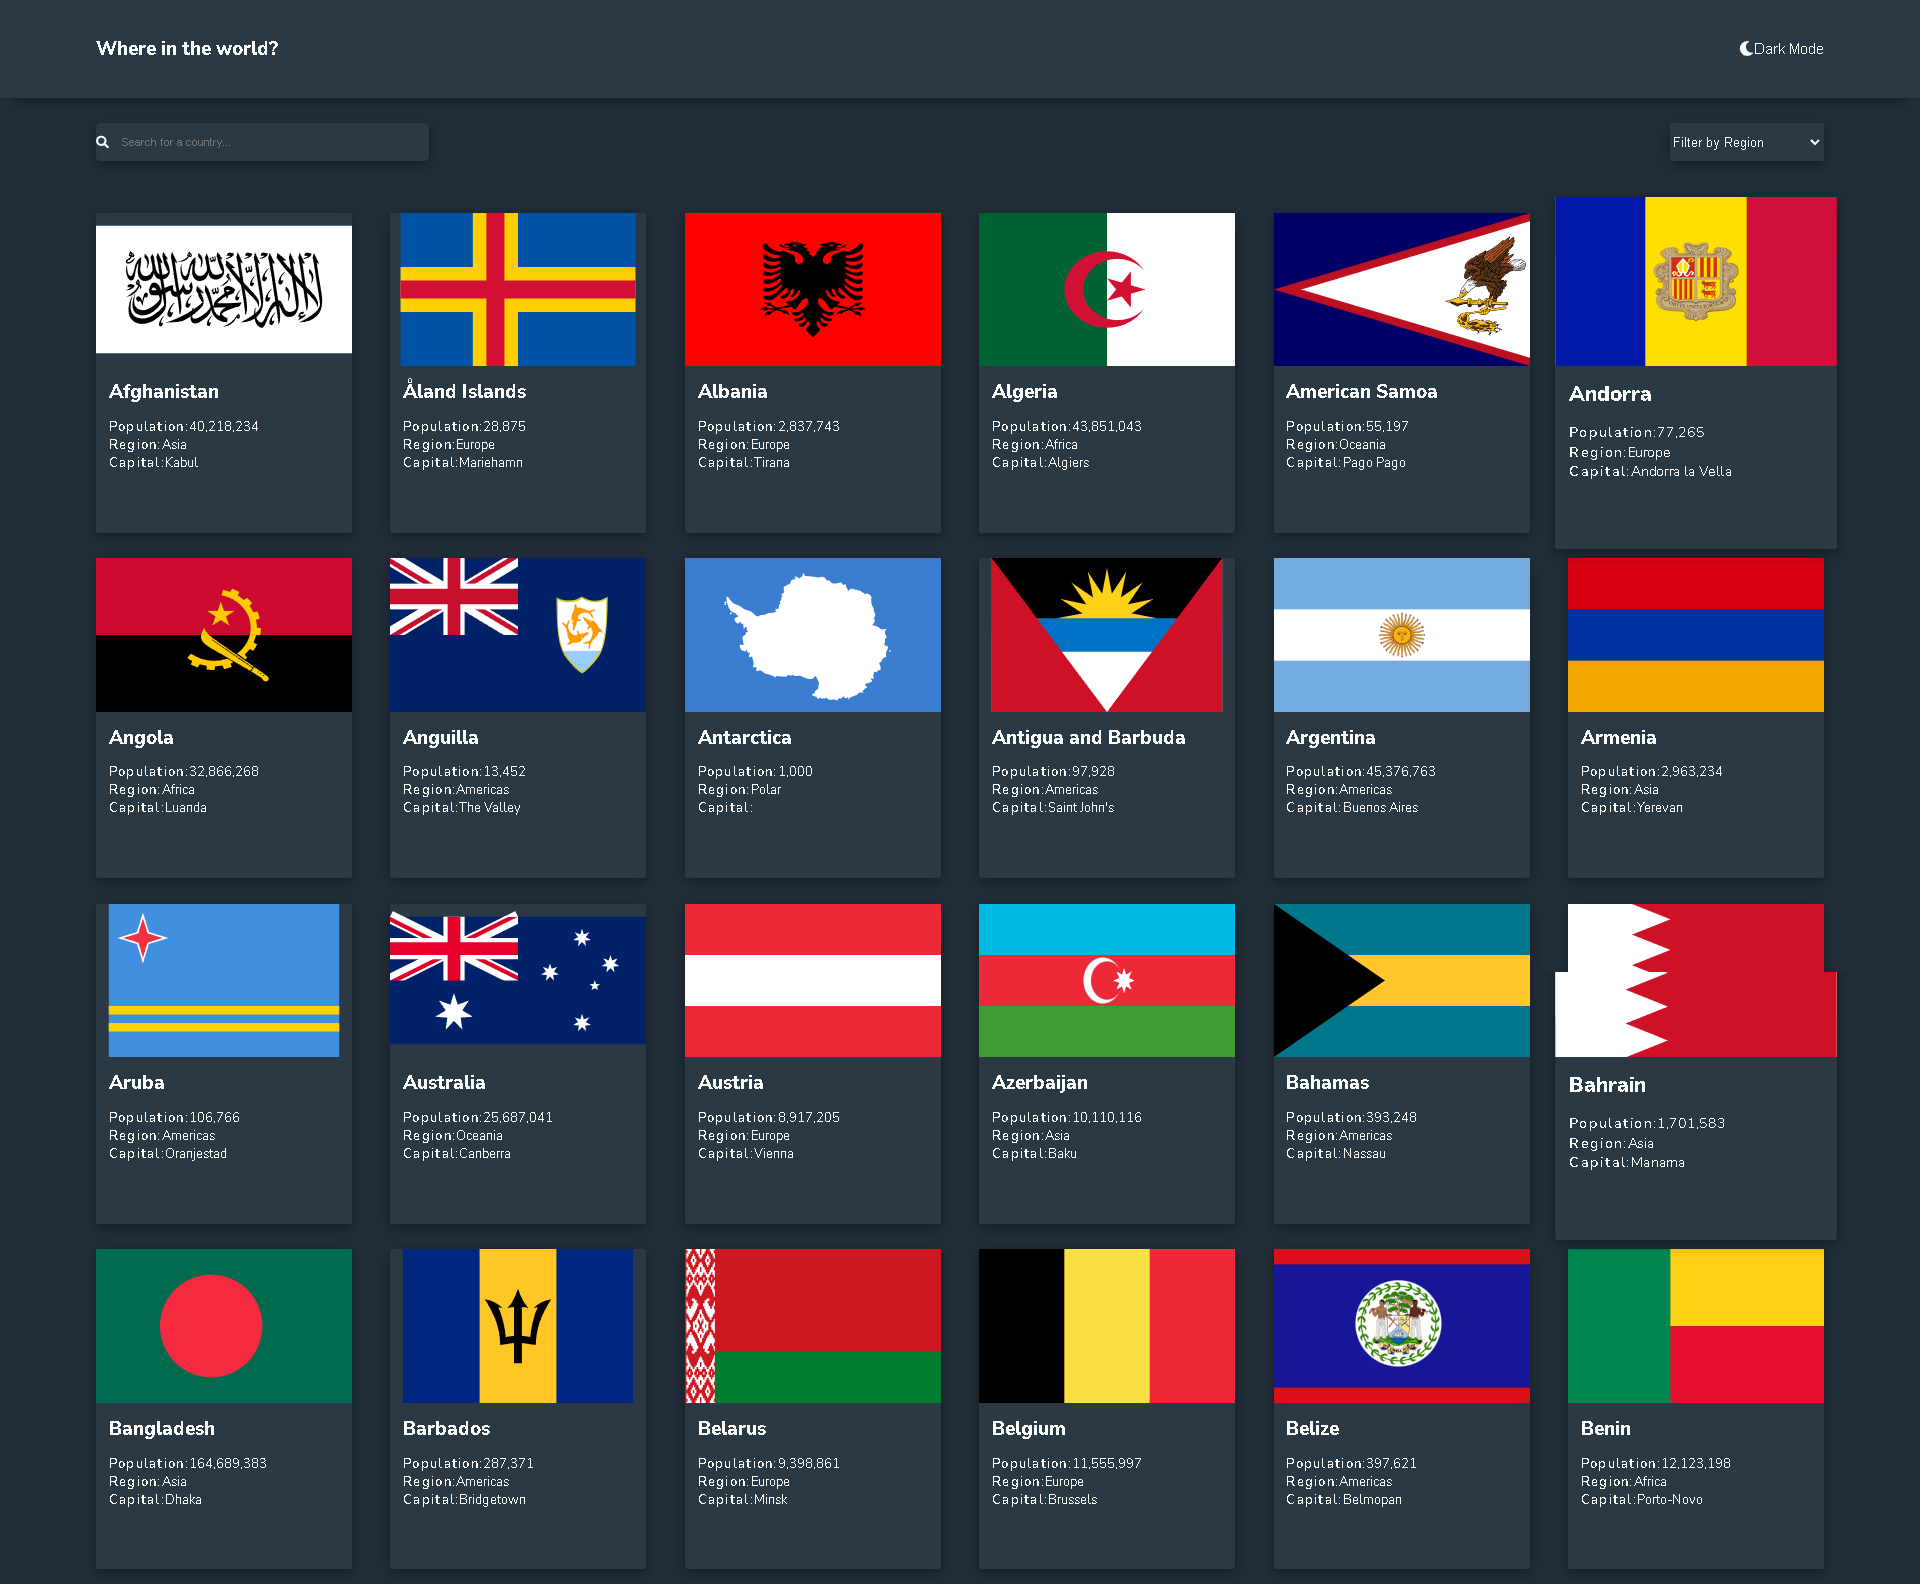 Where in the world?
Dark Mode
Search for a country...
Filter by Region
Afghanistan
Population:40,218,234
Region:Asia
Capital:Kabul
Åland Islands
Population:28,875
Region:Europe
Capital:Mariehamn
Albania
Population:2,837,743
Region:Europe
Capital:Tirana
Algeria
Population:43,851,043
Region:Africa
Capital:Algiers
American Samoa
Population:55,197
Region:Oceania
Capital:Pago Pago
Andorra
Population:77,265
Region:Europe
Capital:Andorra la Vella
Angola
Population:32,866,268
Region:Africa
Capital:Luanda
Anguilla
Population:13,452
Region:Americas
Capital:The Valley
Antarctica
Population:1,000
Region:Polar
Capital:
Antigua and Barbuda
Population:97,928
Region:Americas
Capital:Saint John's
Argentina
Population:45,376,763
Region:Americas
Capital:Buenos Aires
Armenia
Population:2,963,234
Region:Asia
Capital:Yerevan
Aruba
Population:106,766
Region:Americas
Capital:Oranjestad
Australia
Population:25,687,041
Region:Oceania
Capital:Canberra
Austria
Population:8,917,205
Region:Europe
Capital:Vienna
Azerbaijan
Population:10,110,116
Region:Asia
Capital:Baku
Bahamas
Population:393,248
Region:Americas
Capital:Nassau
Bahrain
Population:1,701,583
Region:Asia
Capital:Manama
Bangladesh
Population:164,689,383
Region:Asia
Capital:Dhaka
Barbados
Population:287,371
Region:Americas
Capital:Bridgetown
Belarus
Population:9,398,861
Region:Europe
Capital:Minsk
Belgium
Population:11,555,997
Region:Europe
Capital:Brussels
Belize
Population:397,621
Region:Americas
Capital:Belmopan
Benin
Population:12,123,198
Region:Africa
Capital:Porto-Novo